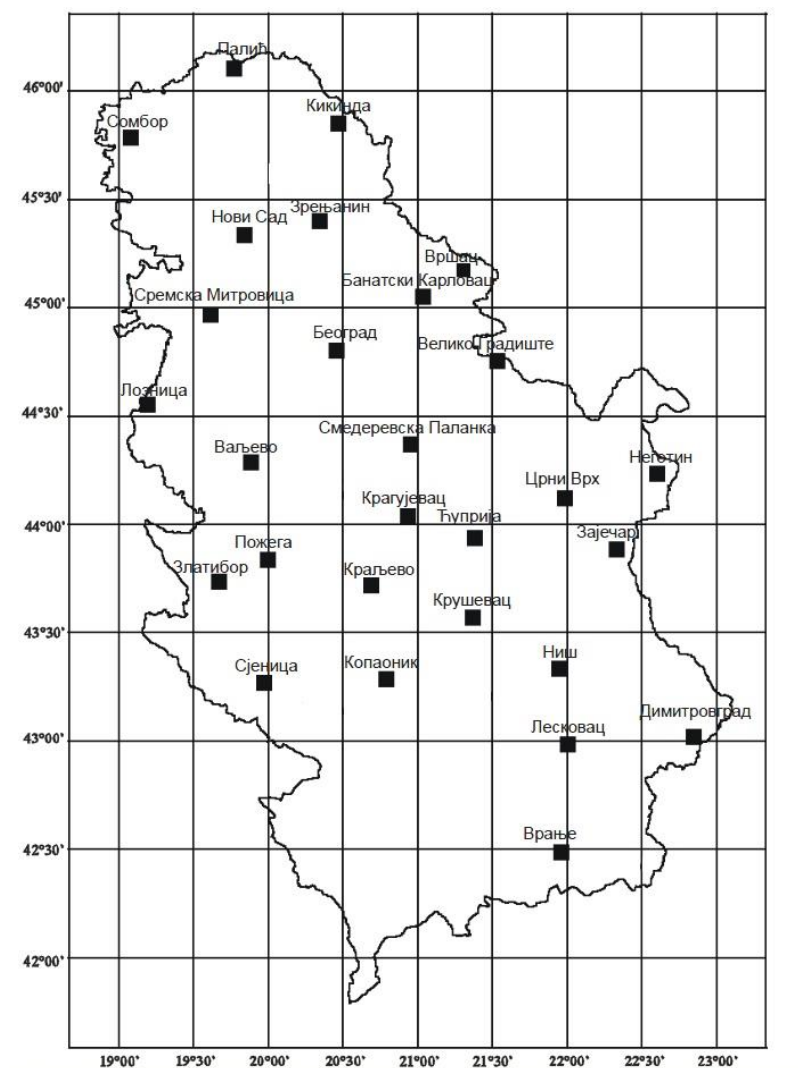 Палић
46°00'
Кикинда
Сомбор
45°30'
Зрењанин
Нови Сад
Вршац
Банатски Карловац
Сремска Митровица
45°00'
Београд
Велико Градиште
Лозница
44°30'
Смедеревска Паланка
Ваљево
Неготин
Црни Врх
Крагујевац
Ћуприја
44°00'
Зајечар
Пожега
Златибор
Краљево
Крушевац
43°30'
Ниш
Сјеница
Копаоник
Димитровград
Лесковац
43°00'
Врање
42°30'
42°00'
19°00' 19°30' 20°00' 20°30' 21°00' 21°30' 22°00' 22°30' 23°00'